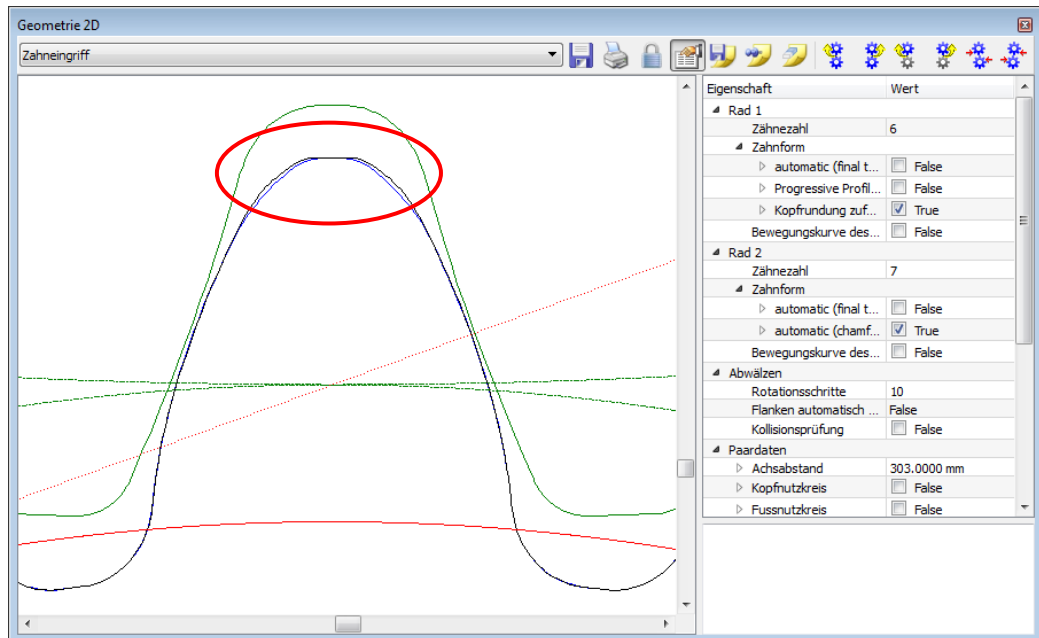 Geometrie 2D
Zahneingriff
Eigenschaft Wert
Rad 1
Zähnezahl 6
Zahnform
automatic (final t... False
Progressive Profil... False
Kopfrundung zuf... True
Bewegungskurve des... False
Rad 2
Zähnezahl 7
Zahnform
automatic (final t... False
automatic (chamf... True
Bewegungskurve des... False
Abwälzen
Rotationsschritte 10
Flanken automatisch ... False
Kollisionsprüfung False
Paardaten
Achsabstand 303.0000 mm
Kopfnutzkreis False
Fussnutzkreis False